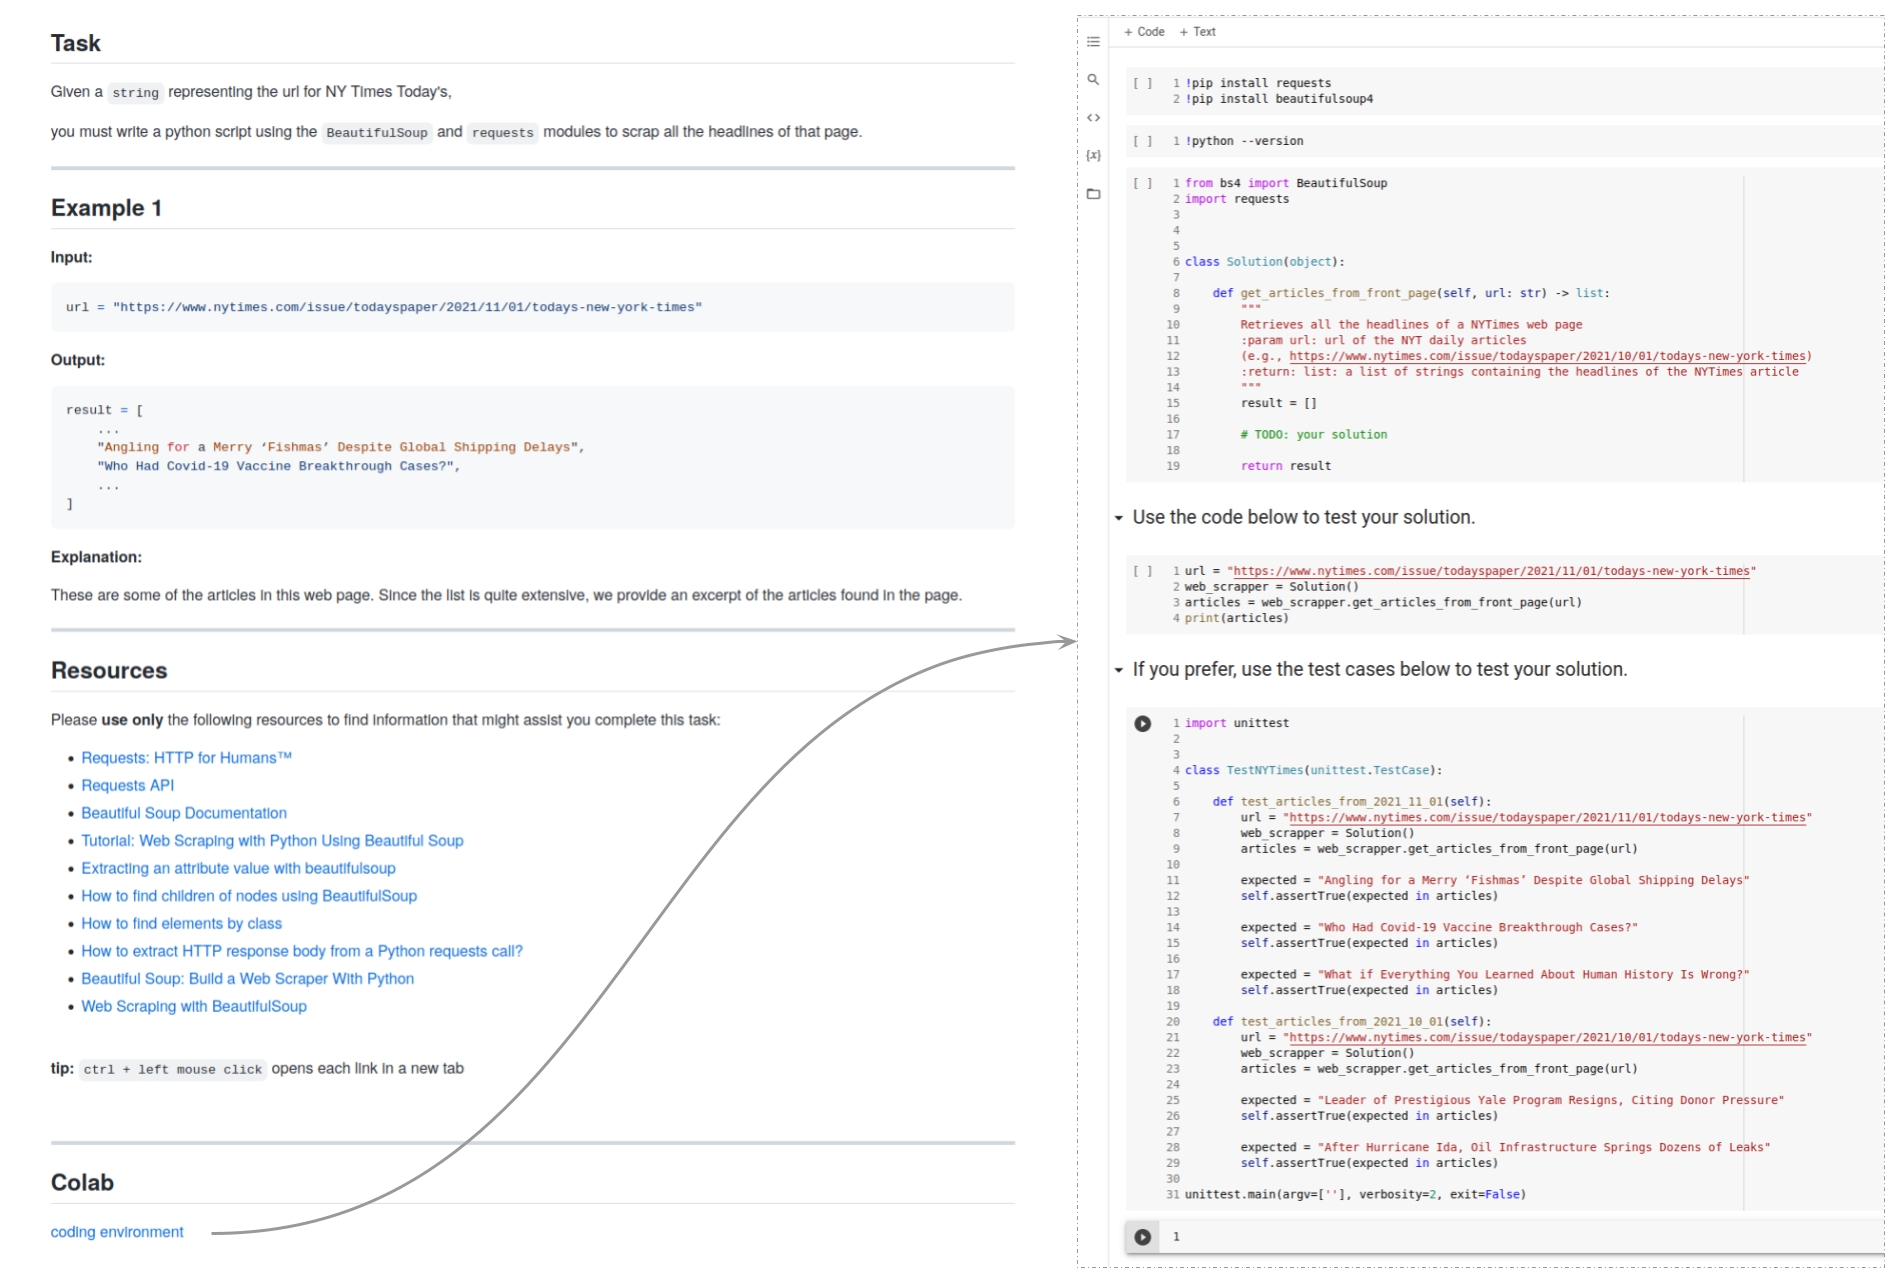 Task
Given a string representing the url for NY Times Today's,
you must write a python script using the BeautifulSoup and requests modules to scrap all the headlines of that page.
Example 1
Input:
url = "https://www.nytimes.com/issue/todayspaper/2021/11/01/todays-new-york-times"
Output:
result = [
...
"Angling for a Merry ‘Fishmas’ Despite Global Shipping Delays",
"Who Had Covid-19 Vaccine Breakthrough Cases?",
...
]
Explanation:
These are some of the articles in this web page. Since the list is quite extensive, we provide an excerpt of the articles found in the page.
Resources
Please use only the following resources to find information that might assist you complete this task:
• Requests: HTTP for Humans™
• Requests API
• Beautiful Soup Documentation
• Tutorial: Web Scraping with Python Using Beautiful Soup
• Extracting an attribute value with beautifulsoup
• How to find children of nodes using BeautifulSoup
• How to find elements by class
• How to extract HTTP response body from a Python requests call?
• Beautiful Soup: Build a Web Scraper With Python
• Web Scraping with BeautifulSoup
tip: ctrl + left mouse click opens each link in a new tab
Colab
coding environment
+ Code + Text
[ ] 1 !pip install requests
2 !pip install beautifulsoup4
[ ] 1 !python --version
[ ] 1 from bs4 import BeautifulSoup
2 import requests
3
4
5
6 class Solution(object):
7
8 def get_articles_from_front_page(self, url: str) -> list:
9 """
10 Retrieves all the headlines of a NYTimes web page
11 :param url: url of the NYT daily articles
12 (e.g., https://www.nytimes.com/issue/todayspaper/2021/10/01/todays-new-york-times)
13 :return: list: a list of strings containing the headlines of the NYTimes article
14 """
15 result = []
16
17 # TODO: your solution
18
19 return result
Use the code below to test your solution.
[ ] 1 url = "https://www.nytimes.com/issue/todayspaper/2021/11/01/todays-new-york-times"
2 web_scrapper = Solution()
3 articles = web_scrapper.get_articles_from_front_page(url)
4 print(articles)
If you prefer, use the test cases below to test your solution.
1 import unittest
2
3
4 class TestNYTimes(unittest.TestCase):
5
6 def test_articles_from_2021_11_01(self):
7 url = "https://www.nytimes.com/issue/todayspaper/2021/11/01/todays-new-york-times"
8 web_scrapper = Solution()
9 articles = web_scrapper.get_articles_from_front_page(url)
10
11 expected = "Angling for a Merry ‘Fishmas’ Despite Global Shipping Delays"
12 self.assertTrue(expected in articles)
13
14 expected = "Who Had Covid-19 Vaccine Breakthrough Cases?"
15 self.assertTrue(expected in articles)
16
17 expected = "What if Everything You Learned About Human History Is Wrong?"
18 self.assertTrue(expected in articles)
19
20 def test_articles_from_2021_10_01(self):
21 url = "https://www.nytimes.com/issue/todayspaper/2021/10/01/todays-new-york-times"
22 web_scrapper = Solution()
23 articles = web_scrapper.get_articles_from_front_page(url)
24
25 expected = "Leader of Prestigious Yale Program Resigns, Citing Donor Pressure"
26 self.assertTrue(expected in articles)
27
28 expected = "After Hurricane Ida, Oil Infrastructure Springs Dozens of Leaks"
29 self.assertTrue(expected in articles)
30
31 unittest.main(argv=[''], verbosity=2, exit=False)
1